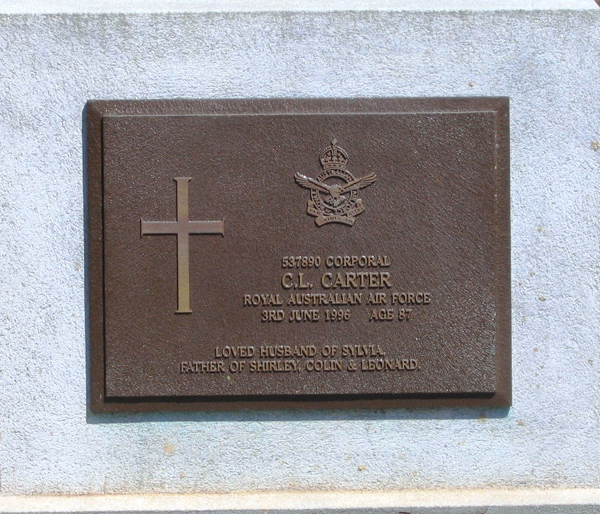 537890 CORPORAL
C.L. CARTER
ROYAL AUSTRALIAN AIR FORCE
3RD JUNE 1996 AGE 87
LOVED HUSBAND OF SYLVIA.
FATHER OF SHIRLEY, COLIN & LEONARD.